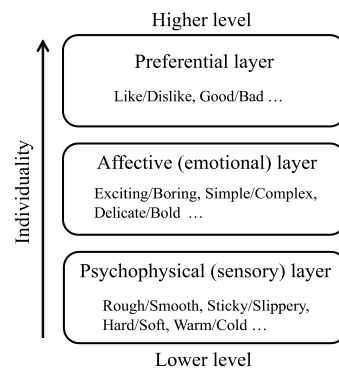 Higher level
Individuality
Preferential layer
Like/Dislike, Good/Bad …
Affective (emotional) layer
Exciting/Boring, Simple/Complex,
Delicate/Bold …
Psychophysical (sensory) layer
Rough/Smooth, Sticky/Slippery,
Hard/Soft, Warm/Cold …
Lower level